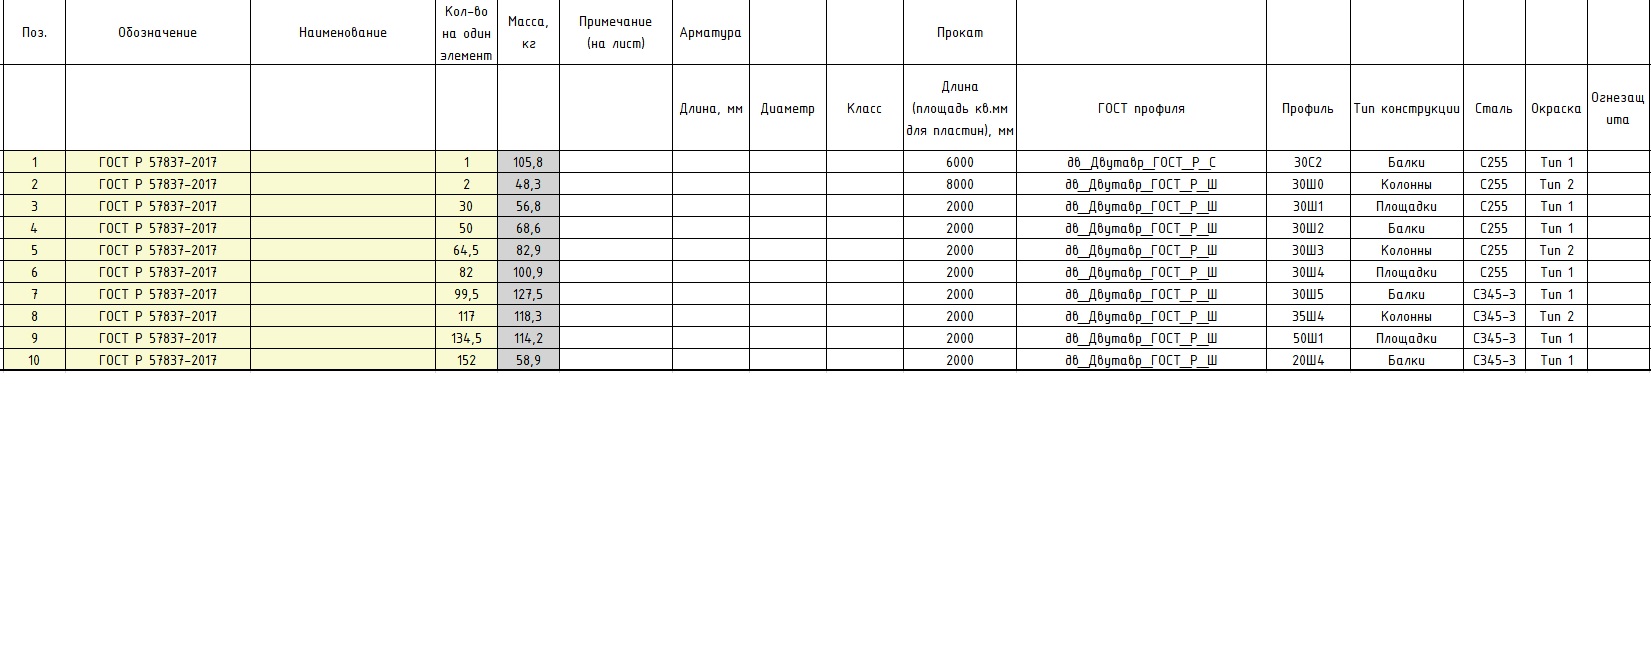 Поз. Обозначение Наименование Кол-во на один элемент Масса, кг Примечание (на лист) Арматура Прокат
Длина, мм Диаметр Класс Длина (площадь кв.мм для пластин), мм ГОСТ профиля Профиль Тип конструкции Сталь Окраска Огнезащ ита
1 ГОСТ Р 57837-2017 1 105,8 6000 дв_Двутавр_ГОСТ_Р_С 30С2 Балки С255 Тип 1
2 ГОСТ Р 57837-2017 2 48,3 8000 дв_Двутавр_ГОСТ_Р_Ш 30Ш0 Колонны С255 Тип 2
3 ГОСТ Р 57837-2017 30 56,8 2000 дв_Двутавр_ГОСТ_Р_Ш 30Ш1 Площадки С255 Тип 1
4 ГОСТ Р 57837-2017 50 68,6 2000 дв_Двутавр_ГОСТ_Р_Ш 30Ш2 Балки С255 Тип 1
5 ГОСТ Р 57837-2017 64,5 82,9 2000 дв_Двутавр_ГОСТ_Р_Ш 30Ш3 Колонны С255 Тип 2
6 ГОСТ Р 57837-2017 82 100,9 2000 дв_Двутавр_ГОСТ_Р_Ш 30Ш4 Площадки С255 Тип 1
7 ГОСТ Р 57837-2017 99,5 127,5 2000 дв_Двутавр_ГОСТ_Р_Ш 30Ш5 Балки С345-3 Тип 1
8 ГОСТ Р 57837-2017 117 118,3 2000 дв_Двутавр_ГОСТ_Р_Ш 35Ш4 Колонны С345-3 Тип 2
9 ГОСТ Р 57837-2017 134,5 114,2 2000 дв_Двутавр_ГОСТ_Р_Ш 50Ш1 Площадки С345-3 Тип 1
10 ГОСТ Р 57837-2017 152 58,9 2000 дв_Двутавр_ГОСТ_Р_Ш 20Ш4 Балки С345-3 Тип 1